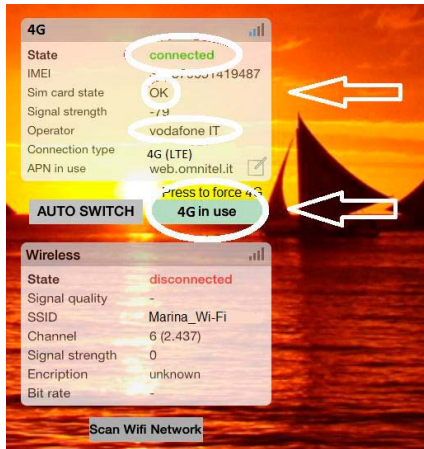 4G
State connected
IMEI 419487
Sim card state OK
Signal strength -79
Operator vodafone IT
Connection type 4G (LTE)
APN in use web.omnitel.it
Press to force 4G
AUTO SWITCH 4G in use
Wireless
State disconnected
Signal quality -
SSID Marina_Wi-Fi
Channel 6 (2.437)
Signal strength 0
Encription unknown
Bit rate -
Scan Wifi Network